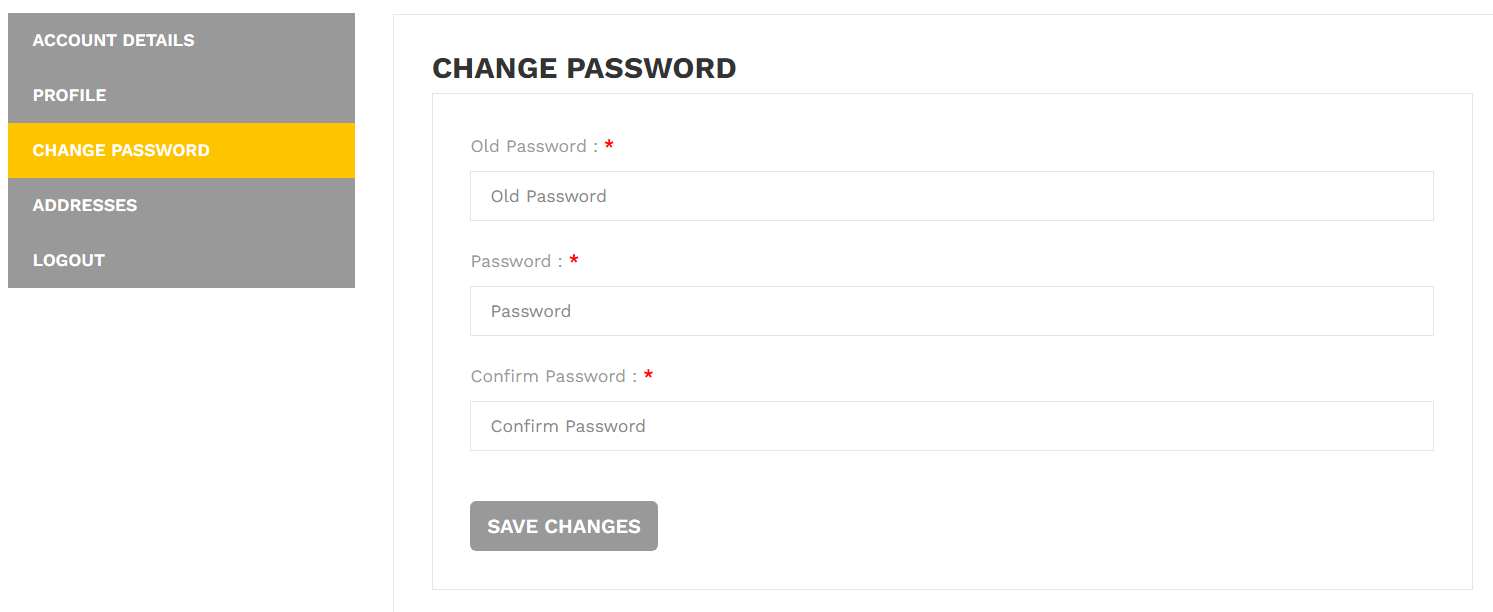 ACCOUNT DETAILS
PROFILE
CHANGE PASSWORD
ADDRESSES
LOGOUT
CHANGE PASSWORD
Old Password : *
Old Password
Password : *
Password
Confirm Password : *
Confirm Password
SAVE CHANGES